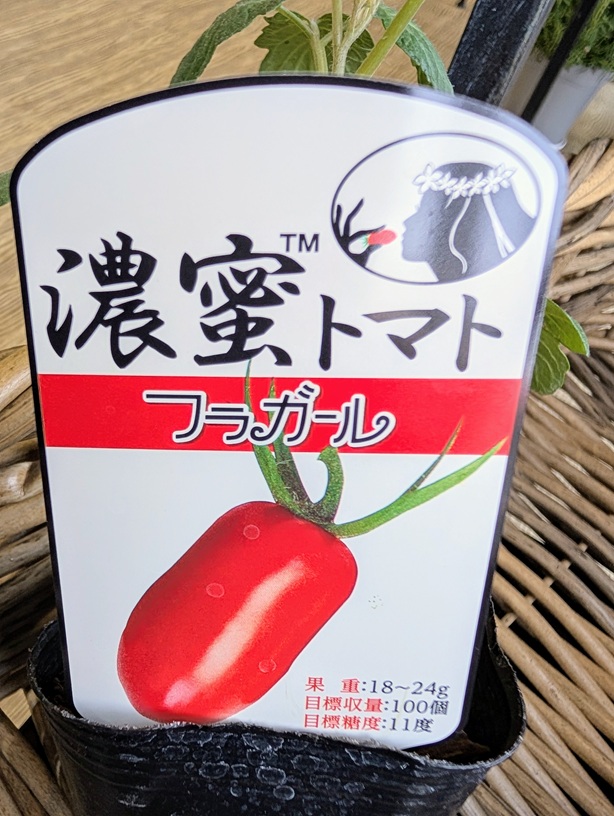 濃蜜トマト™
フラガール
果 重:18～24g
目標収量:100個
目標糖度:11度